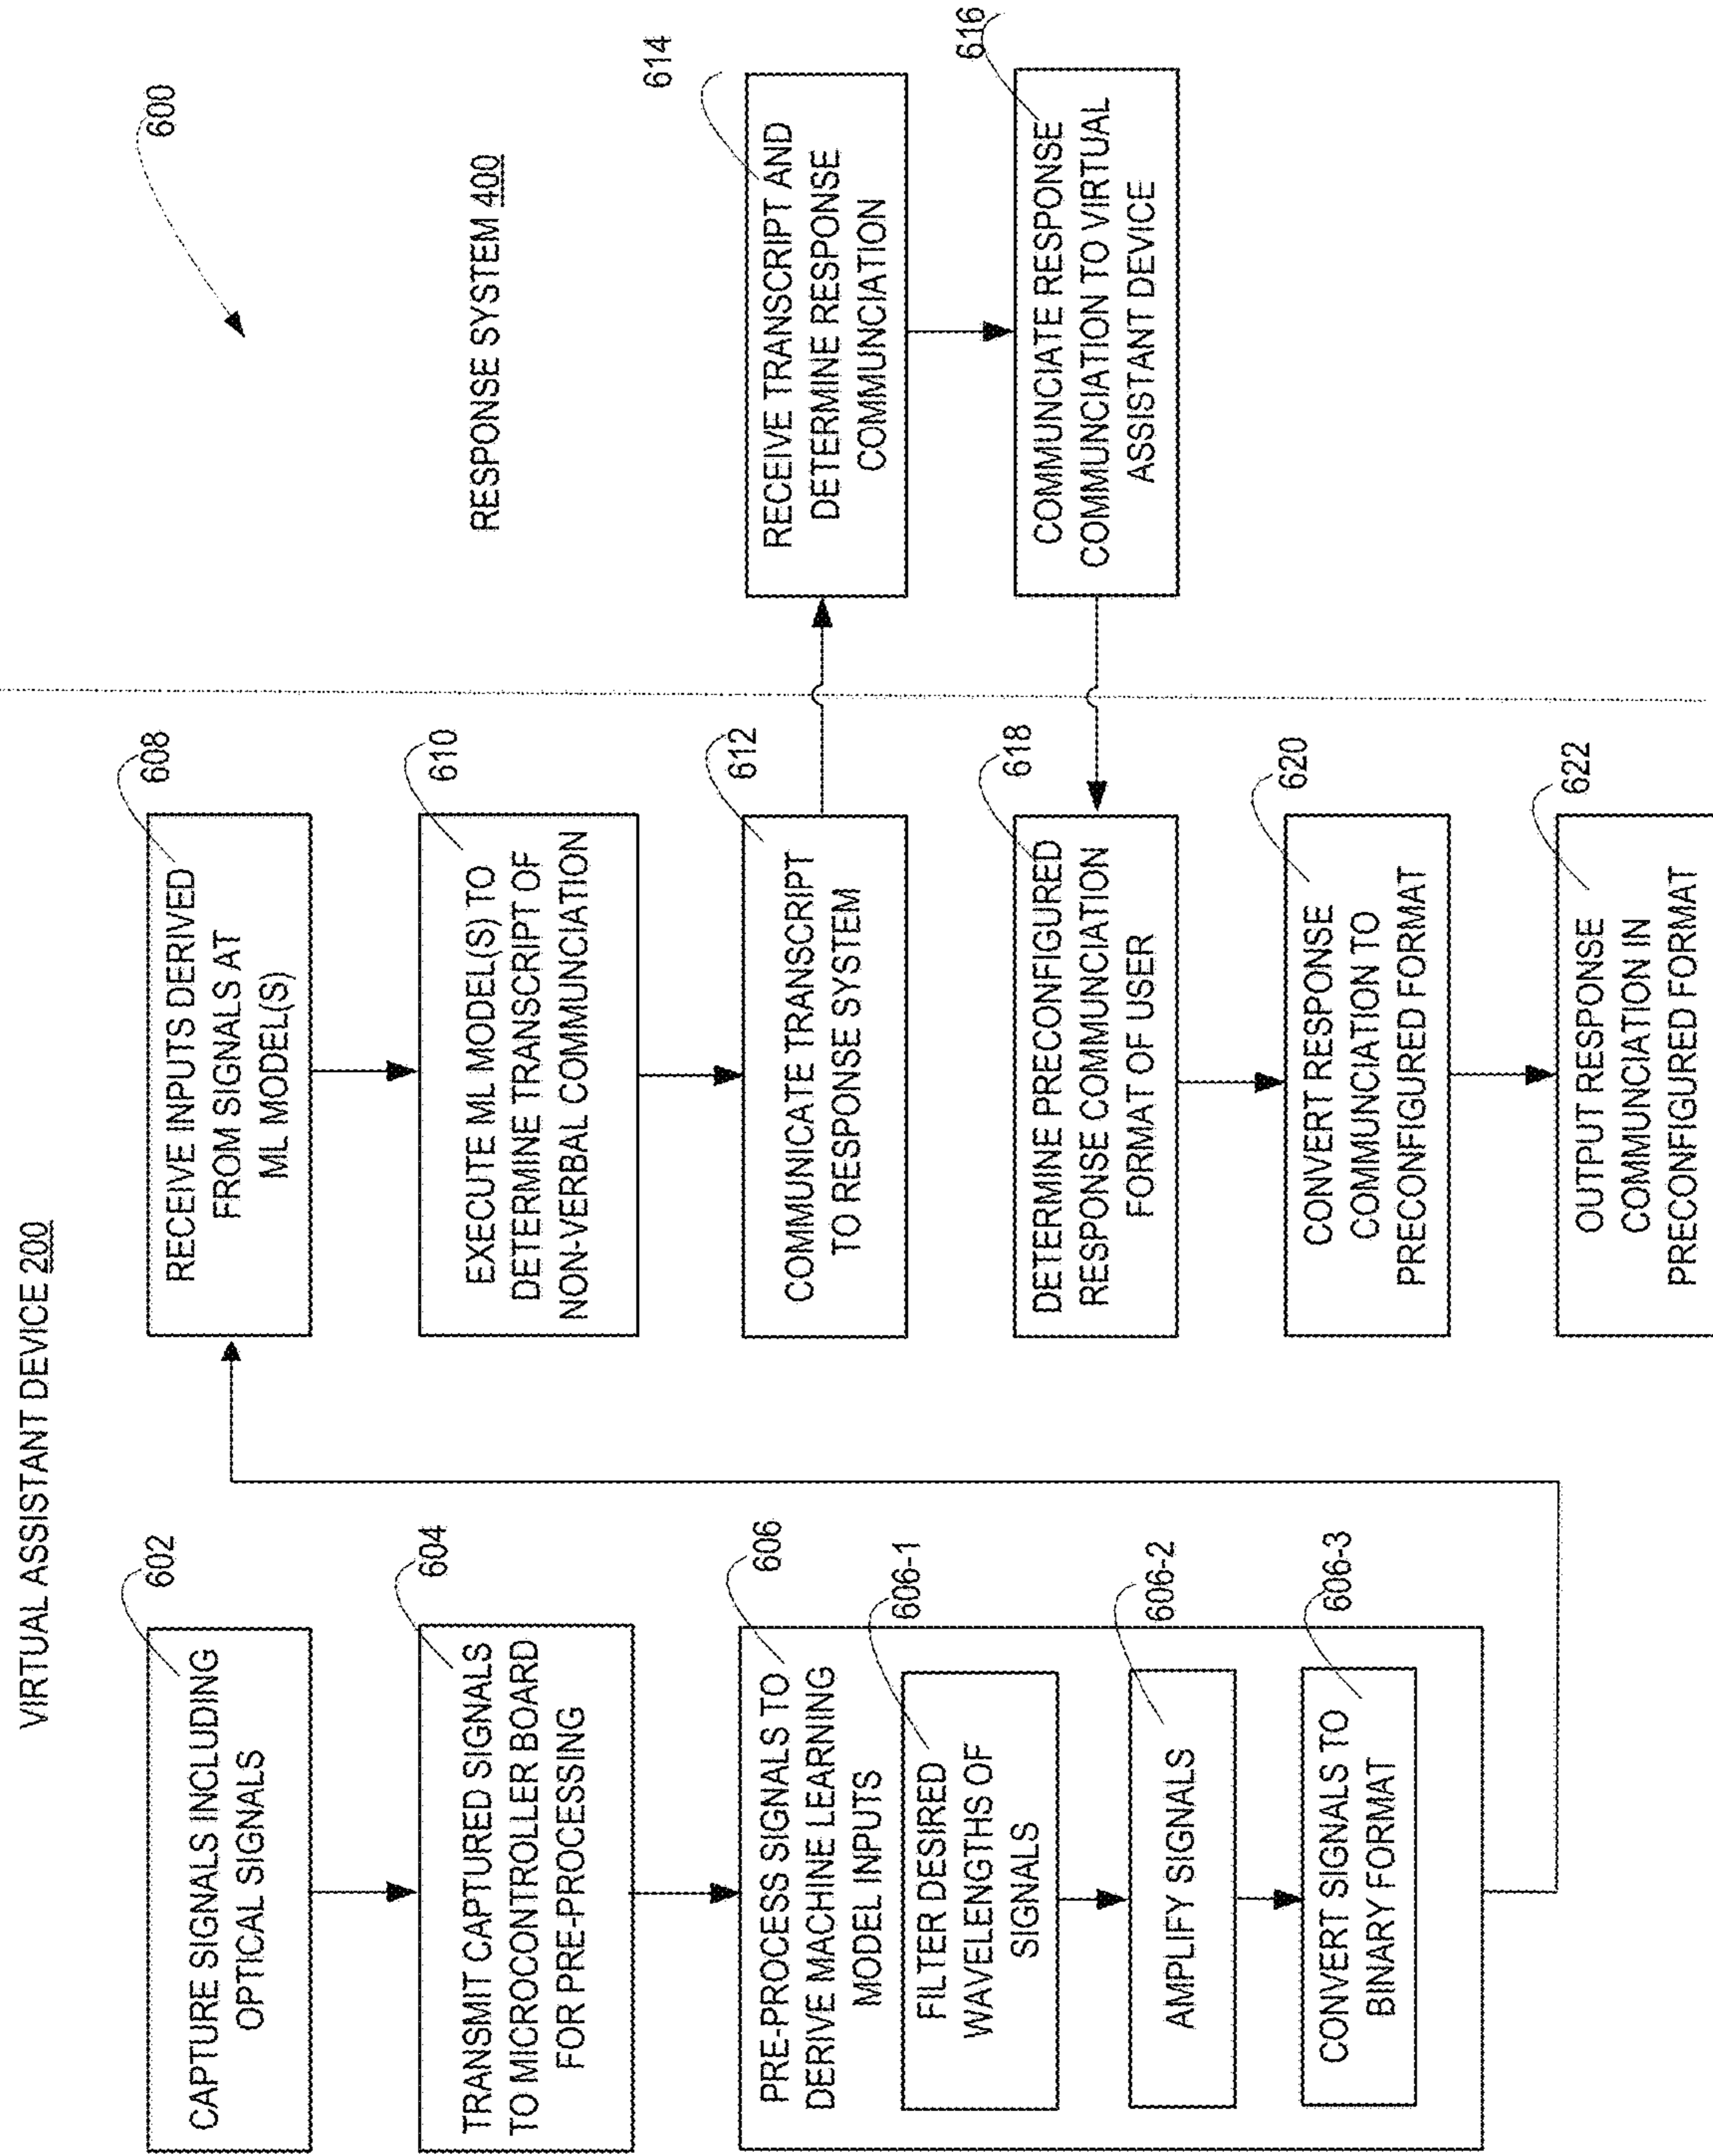 VIRTUAL ASSISTANT DEVICE 200
RESPONSE SYSTEM 400
600
602
CAPTURE SIGNALS INCLUDING
OPTICAL SIGNALS
604
TRANSMIT CAPTURED SIGNALS
TO MICROCONTROLLER BOARD
FOR PRE-PROCESSING
606
PRE-PROCESS SIGNALS TO
DERIVE MACHINE LEARNING
MODEL INPUTS
606-1
FILTER DESIRED
WAVELENGTHS OF
SIGNALS
606-2
AMPLIFY SIGNALS
606-3
CONVERT SIGNALS TO
BINARY FORMAT
608
RECEIVE INPUTS DERIVED
FROM SIGNALS AT
ML MODEL(S)
610
EXECUTE ML MODEL(S) TO
DETERMINE TRANSCRIPT OF
NON-VERBAL COMMUNCIATION
612
COMMUNICATE TRANSCRIPT
TO RESPONSE SYSTEM
614
RECEIVE TRANSCRIPT AND
DETERMINE RESPONSE
COMMUNCIATION
616
COMMUNCIATE RESPONSE
COMMUNCIATION TO VIRTUAL
ASSISTANT DEVICE
618
DETERMINE PRECONFIGURED
RESPONSE COMMUNCIATION
FORMAT OF USER
620
CONVERT RESPONSE
COMMUNCIATION TO
PRECONFIGURED FORMAT
622
OUTPUT RESPONSE
COMMUNCIATION IN
PRECONFIGURED FORMAT